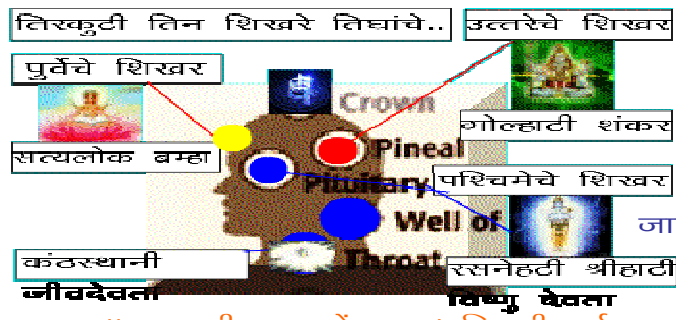 तिरकुटी तिन शिखरे तिघांचे..
उत्तरेचे शिखर
पुर्वेचे शिखर
Crown
गोल्हाटी शंकर
सत्यलोक ब्रम्हा
Pineal
Pituitary
पश्चिमेचे शिखर
Well of
जा
कंठस्थानी
Throat
रसनेहटी श्रीहाटी
जीवदेवता
विष्णु देवता